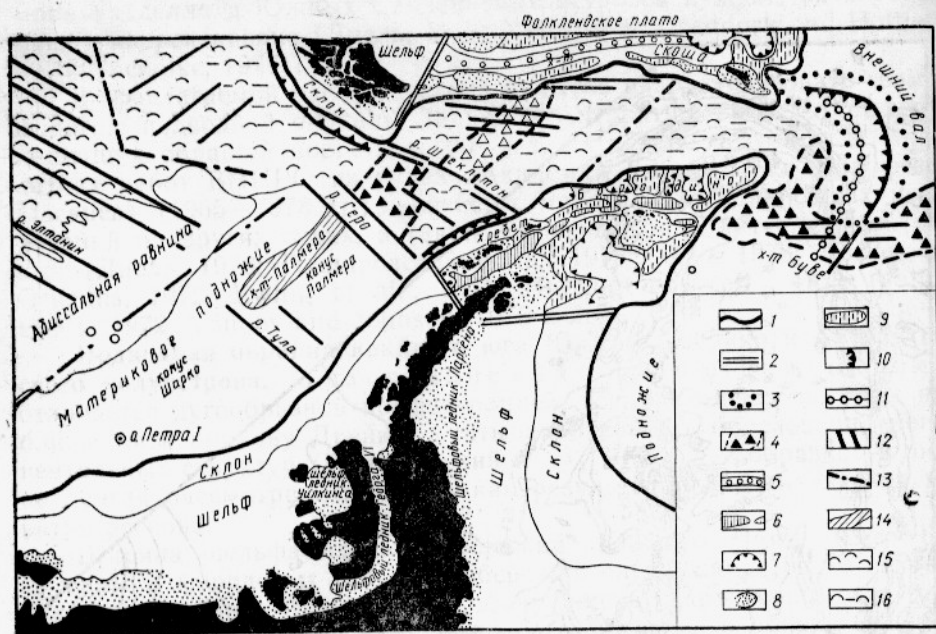 Фолклендское плато
Шельф
Склон
х-т Скоша
Внешний вал
р. Шеклтон
р. Геро
х-т Палмера
конус Палмера
р. Элтанин
Абиссальная равнина
Материковое подножие
р. Тула
конус Шарко
о. Петра I
хребет
х-т Буве
Склон
Шельф
Шельф. ледник Уилкинса
Шельфовый ледник Георга VI
Шельфовый ледник Ларсена
Шельф
Склон
Подножие
1
2
3
4
5
6
7
8
9
10
11
12
13
14
15
16